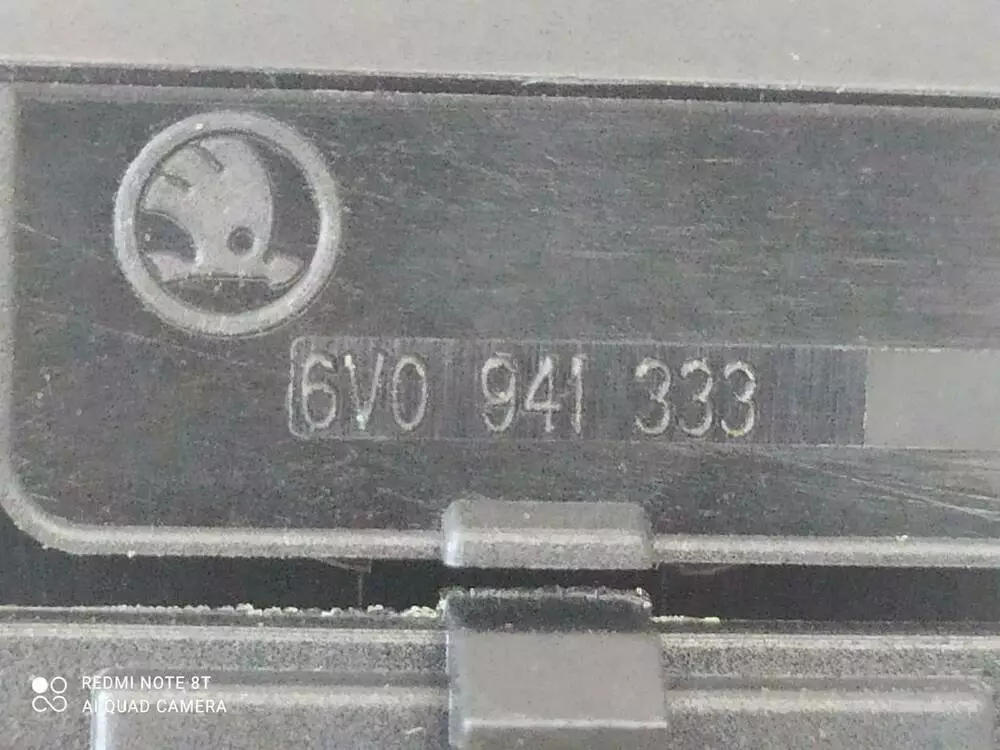 6V0 941 333
REDMI NOTE 8T
AI QUAD CAMERA